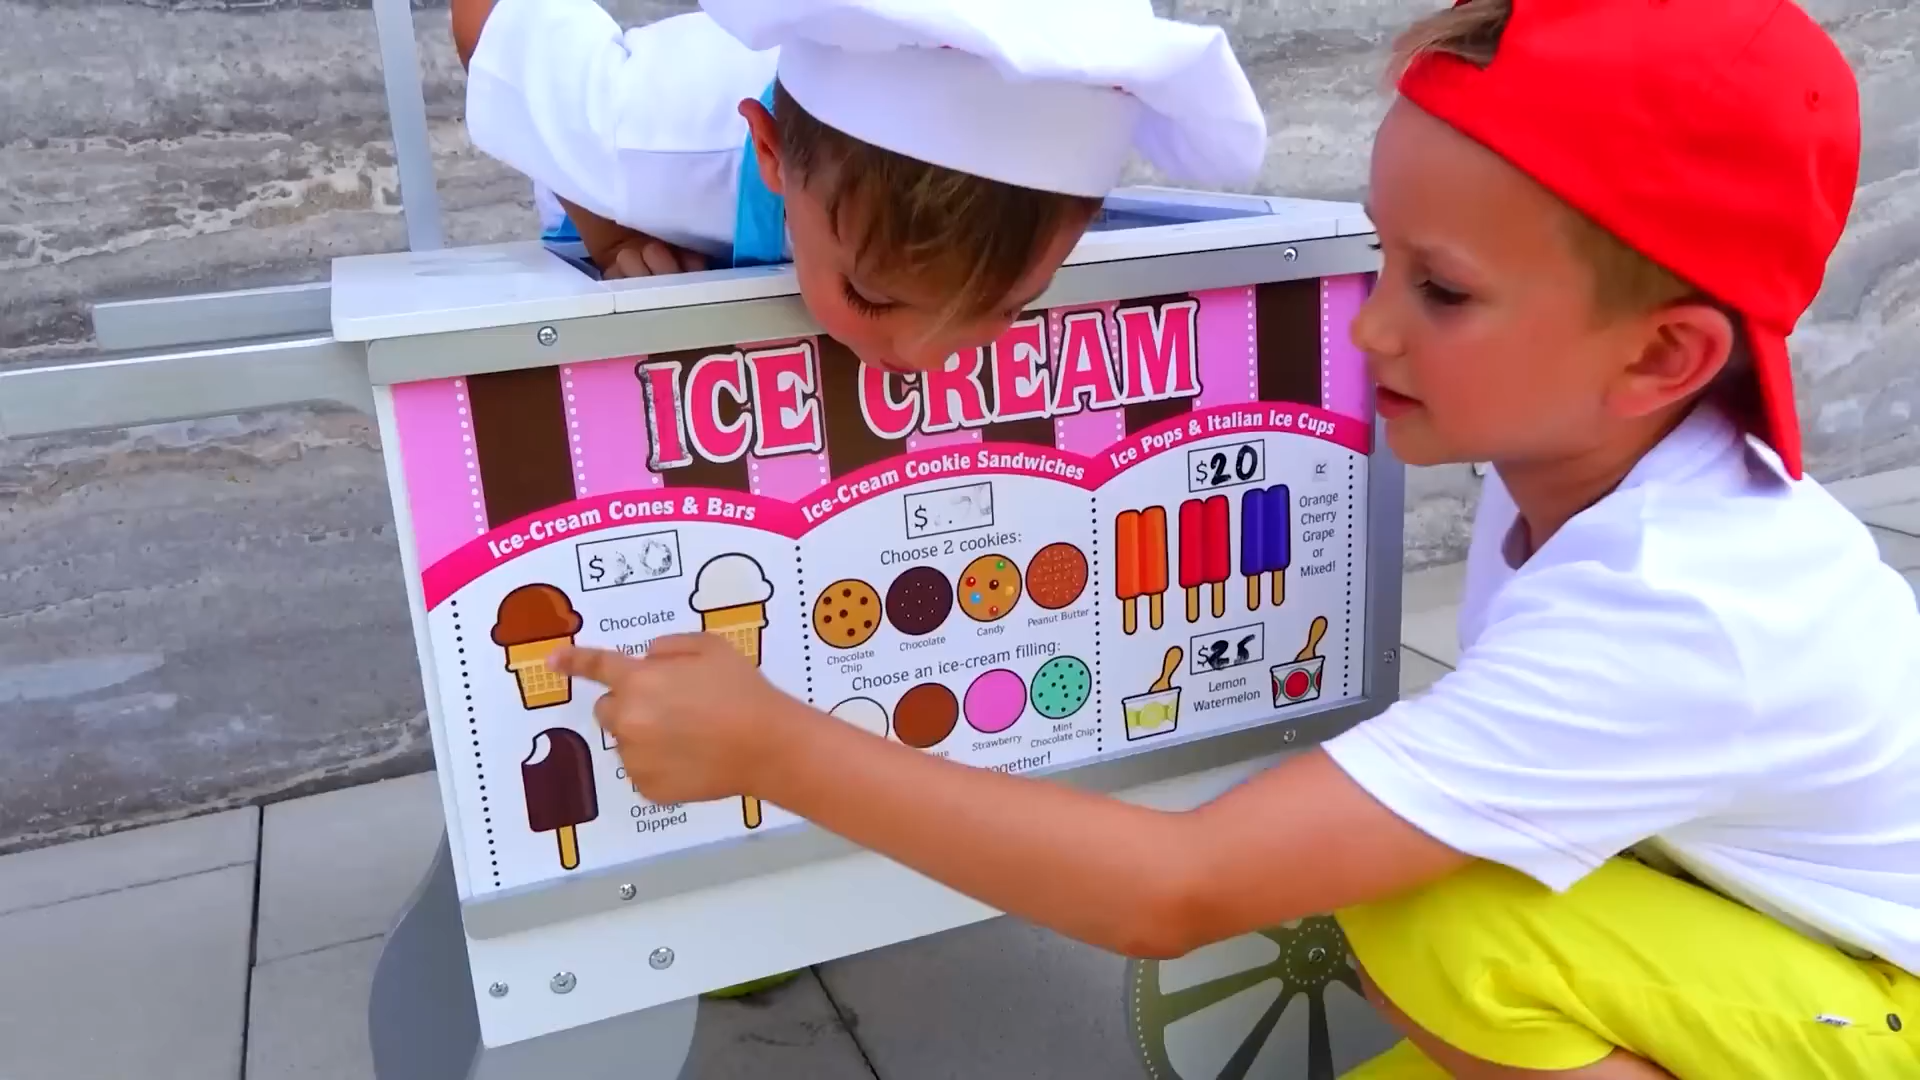 ICE CREAM
Ice-Cream Cones & Bars
$
Chocolate
Orange
Dipped
Ice-Cream Cookie Sandwiches
$
Choose 2 cookies:
Chocolate
Chip
Chocolate
Candy
Peanut Butter
Choose an ice-cream filling:
Strawberry
Mint
Chocolate Chip
Ice Pops & Italian Ice Cups
$20
Orange
Cherry
Grape
or
Mixed!
$25
Lemon
Watermelon